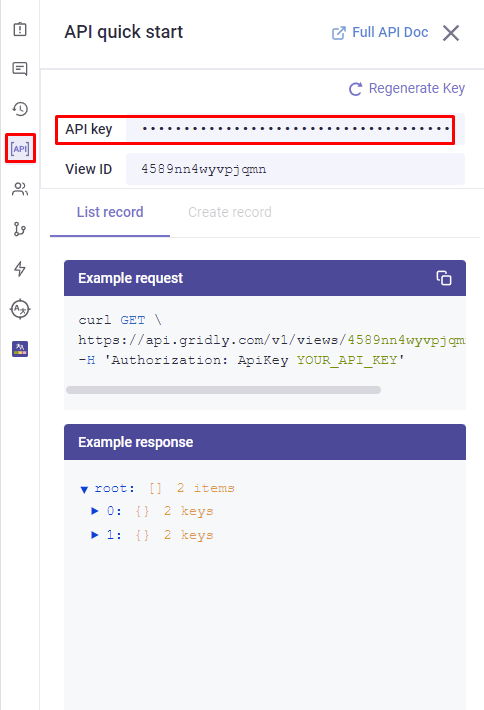 API quick start
Full API Doc
Regenerate Key
API key •••••••••••••••••••••••••••••••••••••
View ID 4589nn4wyvpjqmn
[API]
List record
Create record
Example request
curl GET \
https://api.gridly.com/v1/views/4589nn4wyvpjqm
-H 'Authorization: ApiKey YOUR_API_KEY'
Example response
▼ root: [] 2 items
▶ 0: {} 2 keys
▶ 1: {} 2 keys